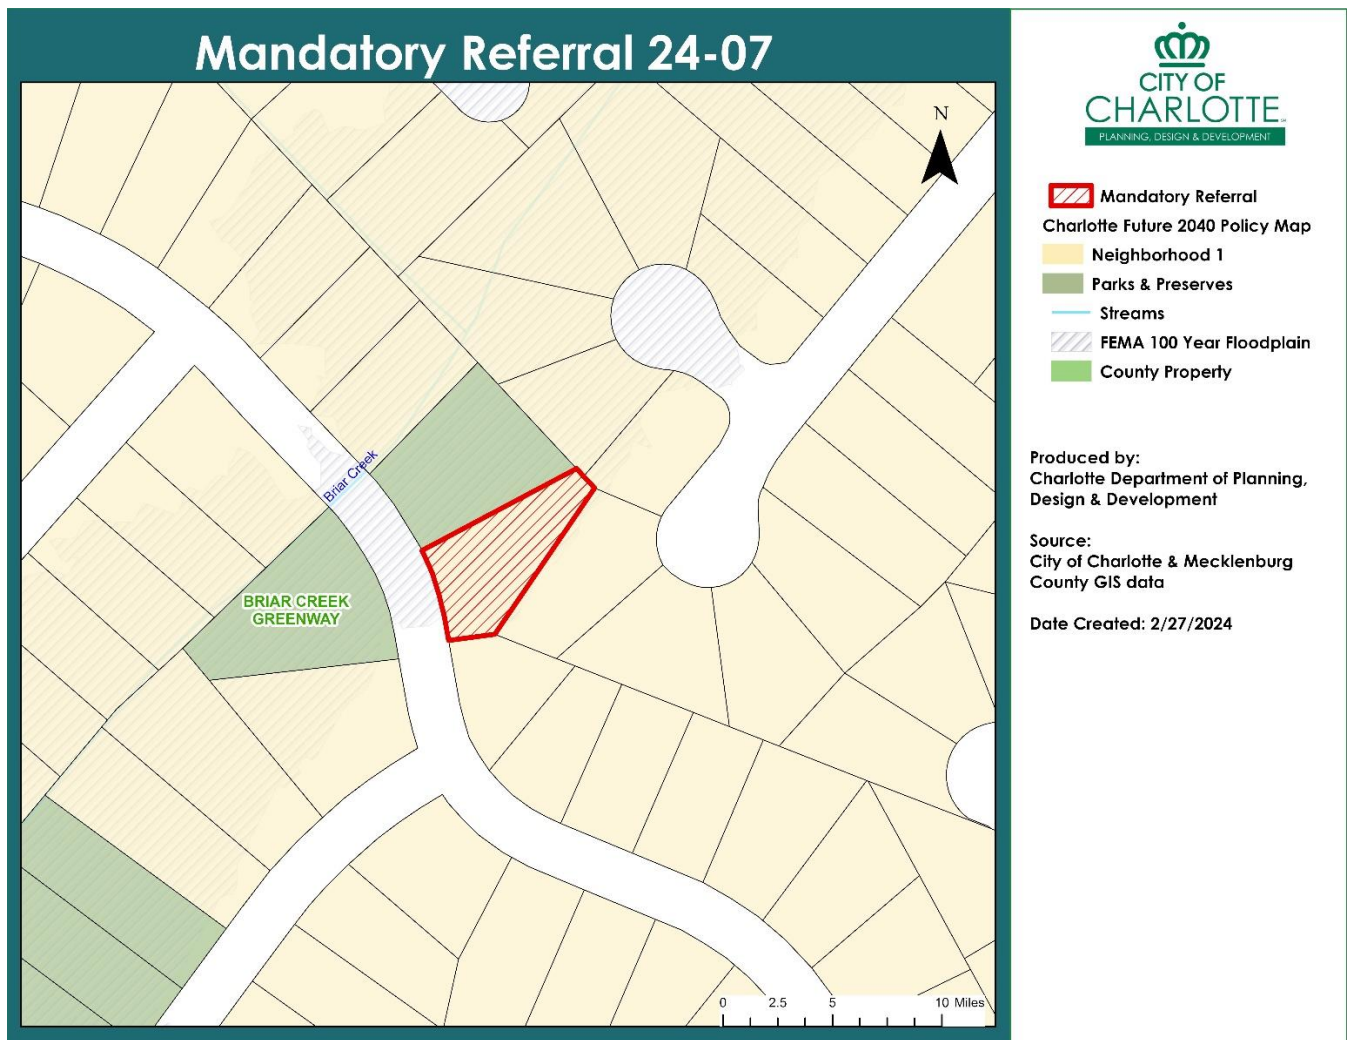 Mandatory Referral 24-07
N
Briar Creek
BRIAR CREEK
GREENWAY
0 2.5 5 10 Miles
CITY OF
CHARLOTTE
PLANNING, DESIGN & DEVELOPMENT
Mandatory Referral
Charlotte Future 2040 Policy Map
Neighborhood 1
Parks & Preserves
Streams
FEMA 100 Year Floodplain
County Property
Produced by:
Charlotte Department of Planning,
Design & Development
Source:
City of Charlotte & Mecklenburg
County GIS data
Date Created: 2/27/2024